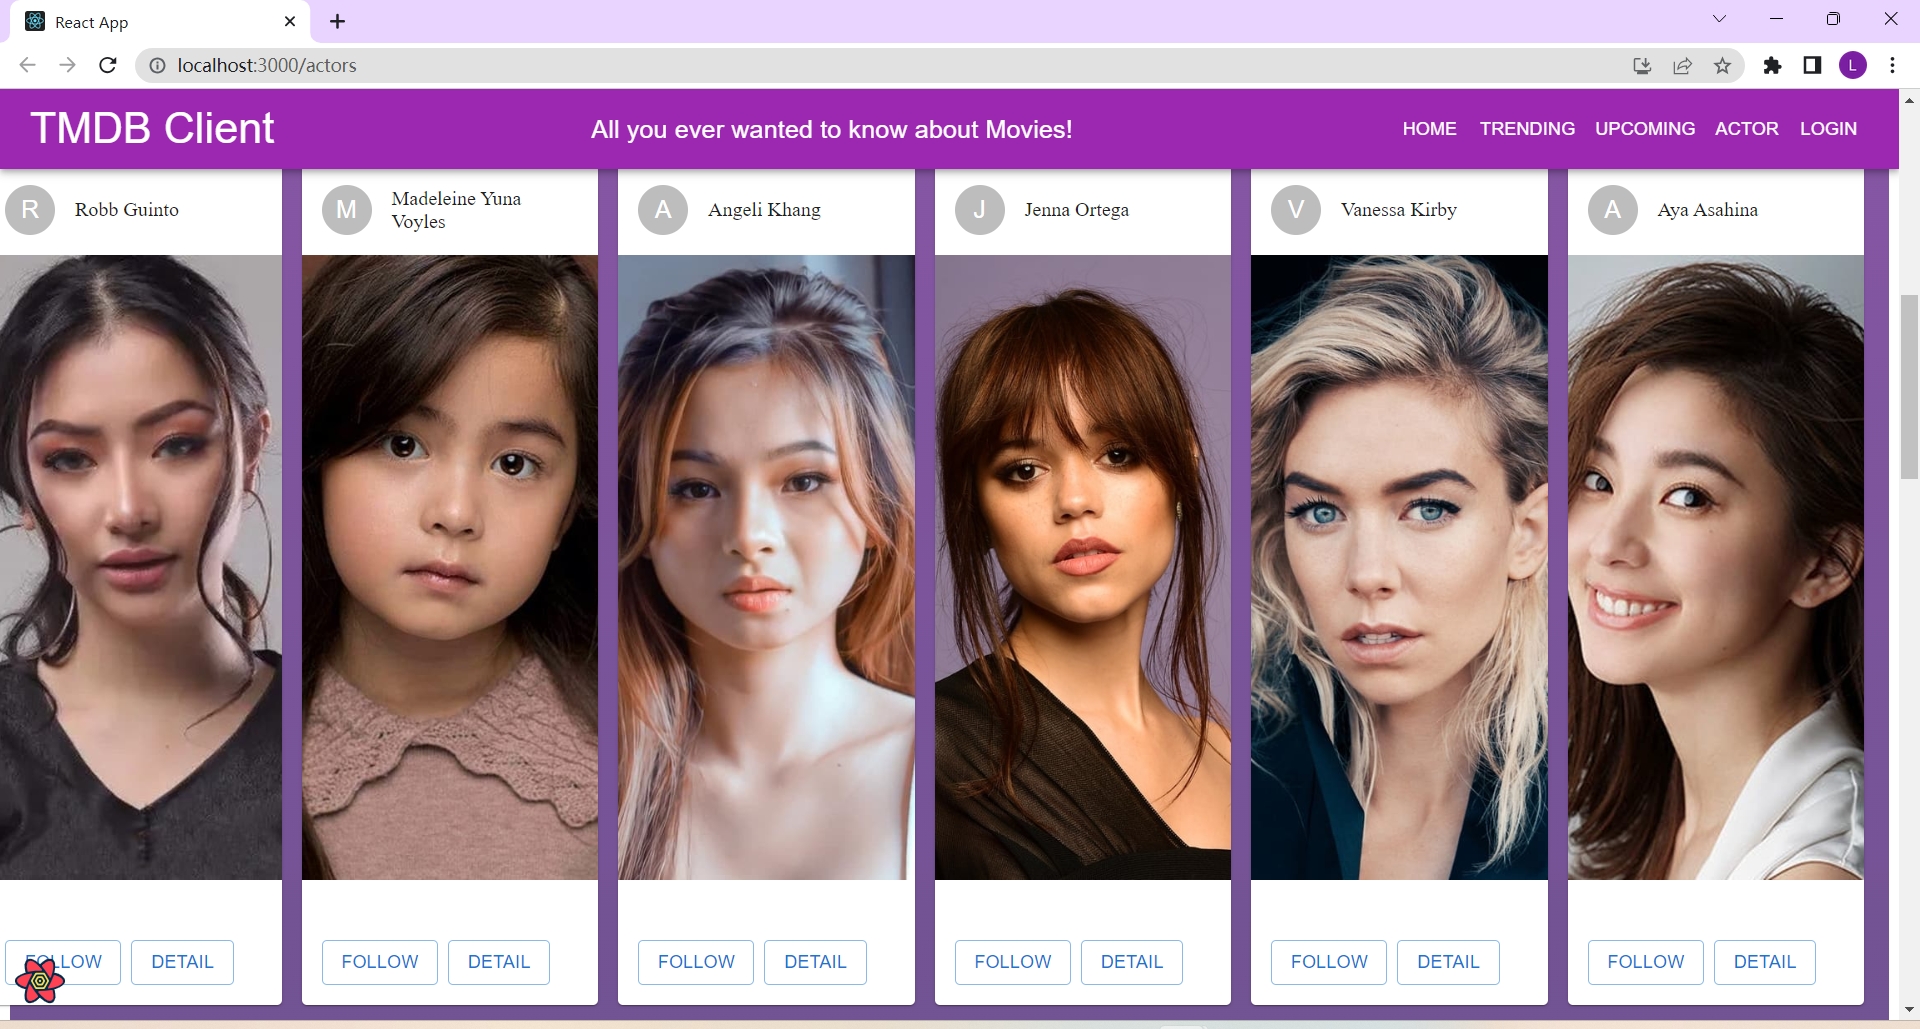 React App
localhost:3000/actors
L
TMDB Client
All you ever wanted to know about Movies!
HOME TRENDING UPCOMING ACTOR LOGIN
R Robb Guinto
M Madeleine Yuna
Voyles
A Angeli Khang
J Jenna Ortega
V Vanessa Kirby
A Aya Asahina
FOLLOW DETAIL
FOLLOW DETAIL
FOLLOW DETAIL
FOLLOW DETAIL
FOLLOW DETAIL
FOLLOW DETAIL